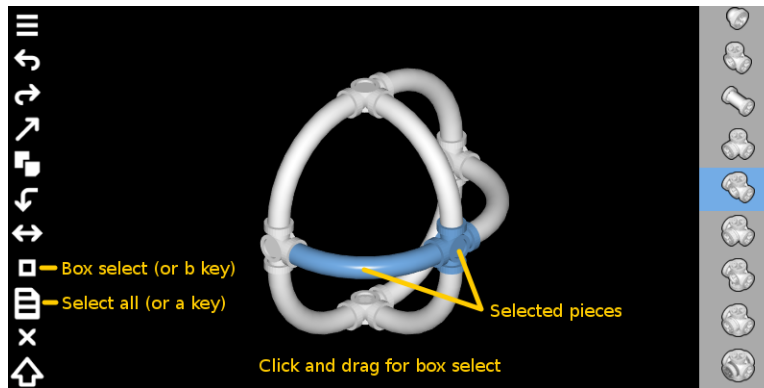 Box select (or b key)
Select all (or a key)
Selected pieces
Click and drag for box select